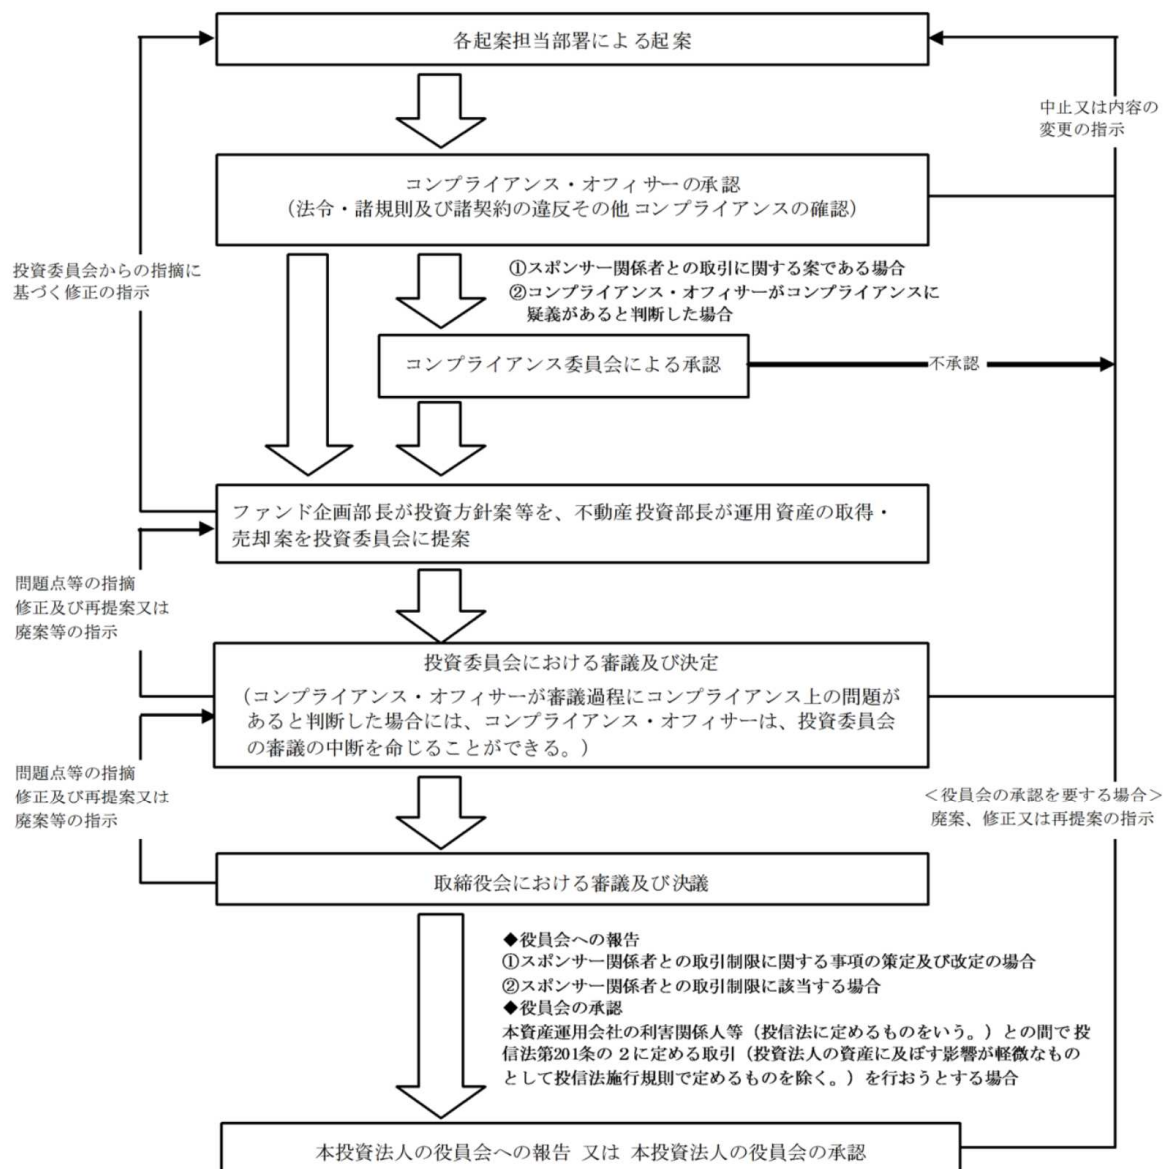 各起案担当部署による起案
中止又は内容の
変更の指示
コンプライアンス・オフィサーの承認
（法令・諸規則及び諸契約の違反その他コンプライアンスの確認）
投資委員会からの指摘に
基づく修正の指示
①スポンサー関係者との取引に関する案である場合
②コンプライアンス・オフィサーがコンプライアンスに
疑義があると判断した場合
コンプライアンス委員会による承認
不承認
ファンド企画部長が投資方針案等を、不動産投資部長が運用資産の取得・
売却案を投資委員会に提案
問題点等の指摘
修正及び再提案又は
廃案等の指示
投資委員会における審議及び決定
（コンプライアンス・オフィサーが審議過程にコンプライアンス上の問題が
あると判断した場合には、コンプライアンス・オフィサーは、投資委員会
の審議の中断を命じることができる。）
問題点等の指摘
修正及び再提案又は
廃案等の指示
＜役員会の承認を要する場合＞
廃案、修正又は再提案の指示
取締役会における審議及び決議
◆役員会への報告
①スポンサー関係者との取引制限に関する事項の策定及び改定の場合
②スポンサー関係者との取引制限に該当する場合
◆役員会の承認
本資産運用会社の利害関係人等（投信法に定めるものをいう。）との間で投
信法第201条の２に定める取引（投資法人の資産に及ぼす影響が軽微なもの
として投信法施行規則で定めるものを除く。）を行おうとする場合
本投資法人の役員会への報告 又は 本投資法人の役員会の承認